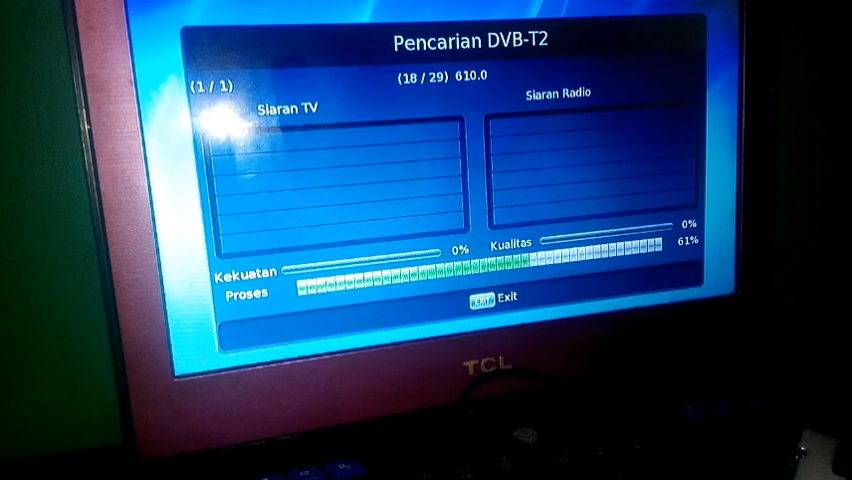 Pencarian DVB-T2
(1 / 1) (18 / 29) 610.0
Siaran TV Siaran Radio
Kekuatan 0% Kualitas 0%
Proses 61%
EXIT Exit
TCL